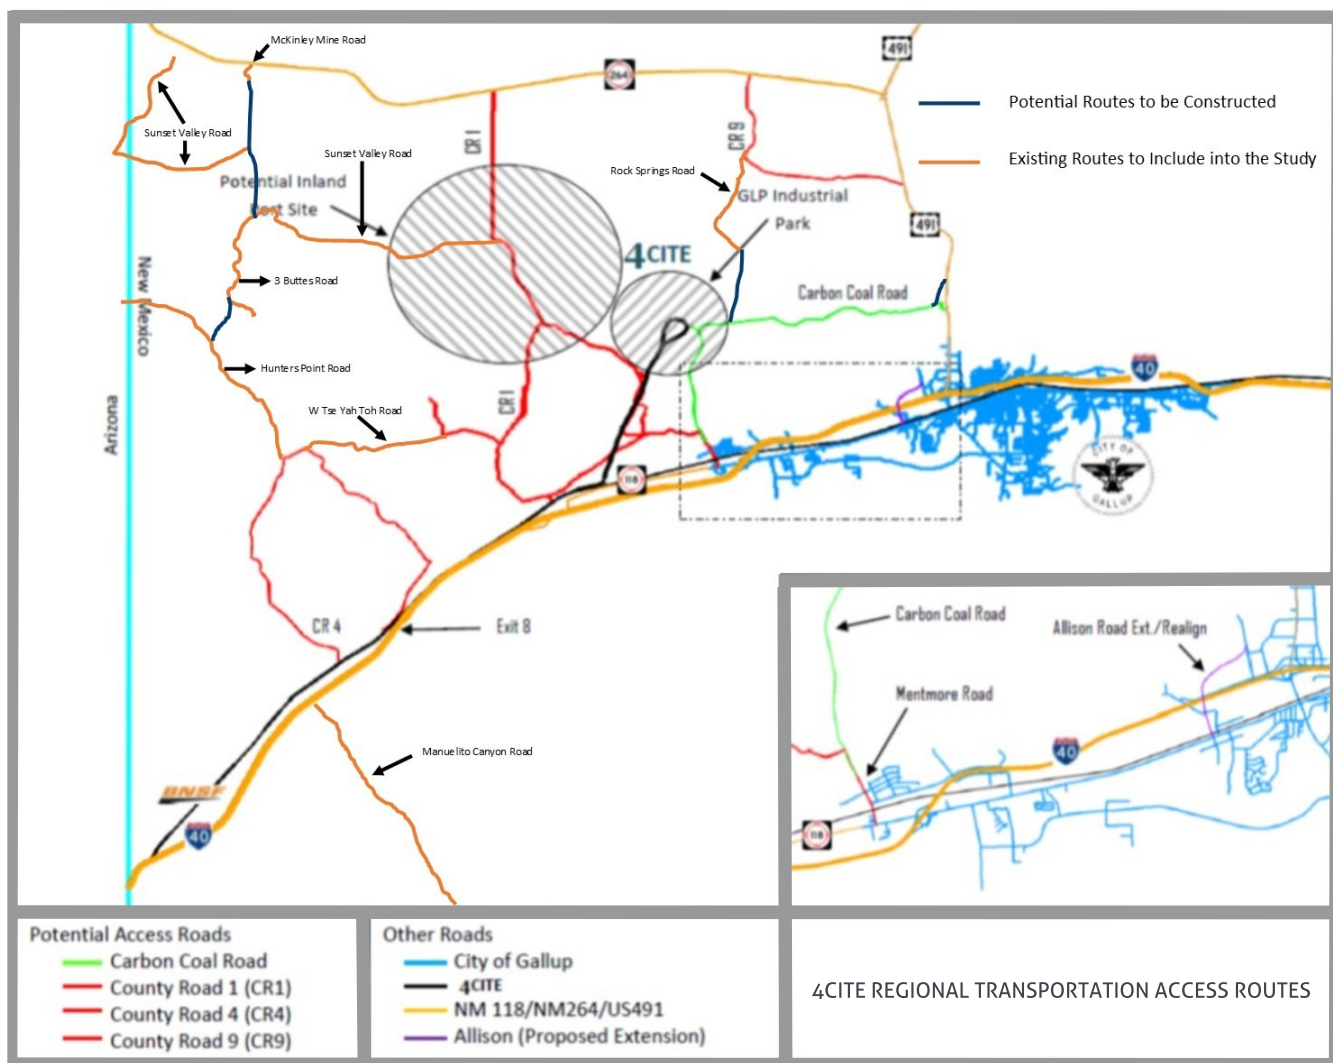 McKinley Mine Road
491
264
Potential Routes to be Constructed
Sunset Valley Road
CR 1
CR 9
Existing Routes to Include into the Study
Sunset Valley Road
Rock Springs Road
Potential Inland
Port Site
GLP Industrial
Park
491
4CITE
New Mexico
3 Buttes Road
Carbon Coal Road
Hunters Point Road
40
Arizona
W Tse Yah Toh Road
CR 1
118
CITY OF
GALLUP
CR 4
Exit 8
Manuelito Canyon Road
BNSF
40
Carbon Coal Road
Allison Road Ext./Realign
Mentmore Road
40
118
Potential Access Roads
Carbon Coal Road
County Road 1 (CR1)
County Road 4 (CR4)
County Road 9 (CR9)
Other Roads
City of Gallup
4CITE
NM 118/NM264/US491
Allison (Proposed Extension)
4CITE REGIONAL TRANSPORTATION ACCESS ROUTES